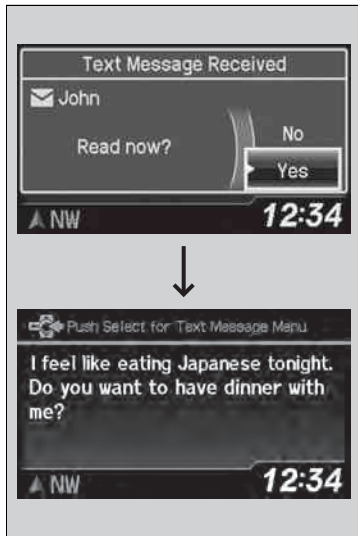 Text Message Received
John
Read now?
No
Yes
NW
12:34
Push Select for Text Message Menu
I feel like eating Japanese tonight.
Do you want to have dinner with
me?
NW
12:34